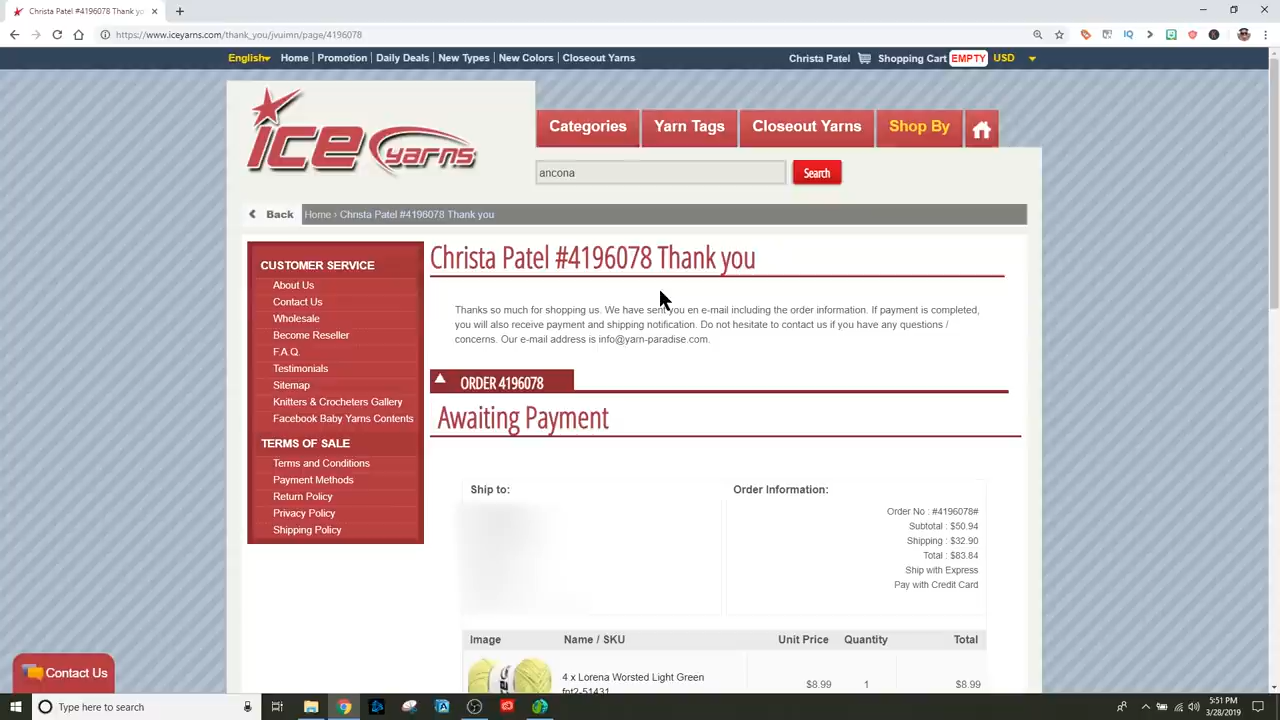 Christa Patel #4196078 Thank you
https://www.iceyarns.com/thank_you/jvuimn/page/4196078
English Home | Promotion | Daily Deals | New Types | New Colors | Closeout Yarns
Christa Patel Shopping Cart EMPTY USD
ice yarns
Categories Yarn Tags Closeout Yarns Shop By
ancona Search
Back Home › Christa Patel #4196078 Thank you
CUSTOMER SERVICE
About Us
Contact Us
Wholesale
Become Reseller
F.A.Q.
Testimonials
Sitemap
Knitters & Crocheters Gallery
Facebook Baby Yarns Contents
TERMS OF SALE
Terms and Conditions
Payment Methods
Return Policy
Privacy Policy
Shipping Policy
Christa Patel #4196078 Thank you
Thanks so much for shopping us. We have sent you en e-mail including the order information. If payment is completed,
you will also receive payment and shipping notification. Do not hesitate to contact us if you have any questions /
concerns. Our e-mail address is info@yarn-paradise.com.
ORDER 4196078
Awaiting Payment
Ship to:
Order Information:
Order No : #4196078#
Subtotal : $50.94
Shipping : $32.90
Total : $83.84
Ship with Express
Pay with Credit Card
Image Name / SKU Unit Price Quantity Total
4 x Lorena Worsted Light Green
fnt2-51431
$8.99 1 $8.99
Contact Us
Type here to search
5:51 PM
3/28/2019